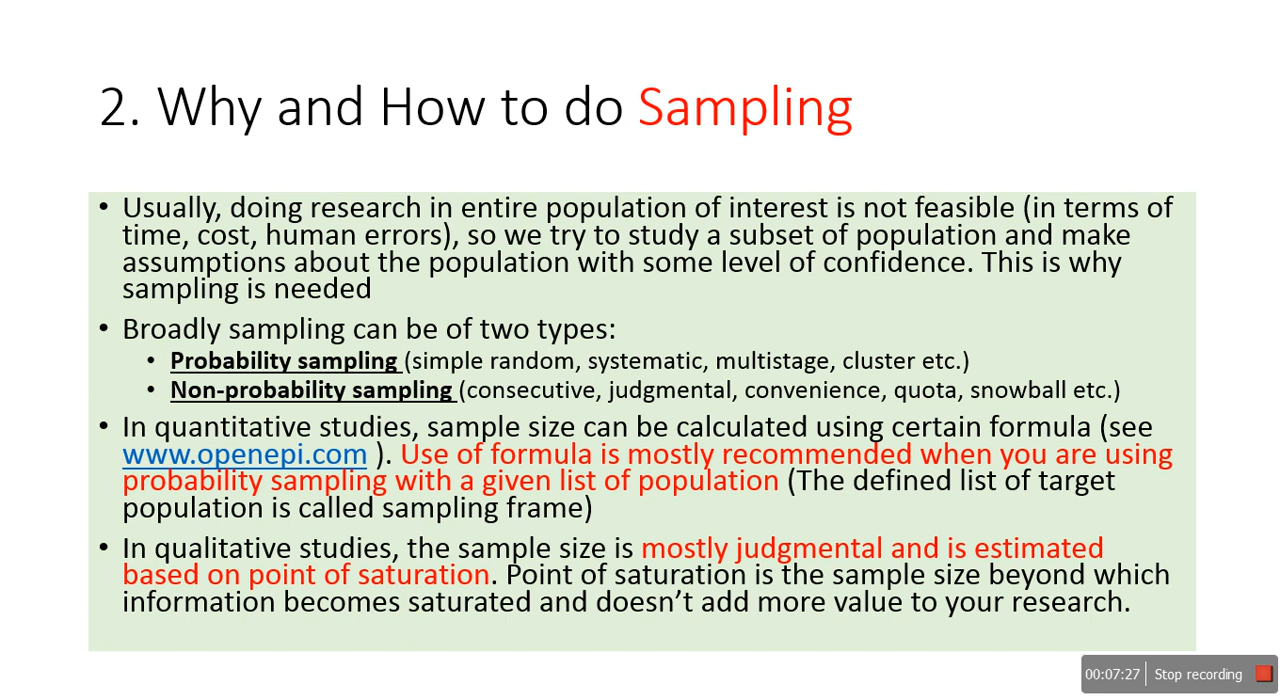 2. Why and How to do Sampling
• Usually, doing research in entire population of interest is not feasible (in terms of
time, cost, human errors), so we try to study a subset of population and make
assumptions about the population with some level of confidence. This is why
sampling is needed
• Broadly sampling can be of two types:
• Probability sampling (simple random, systematic, multistage, cluster etc.)
• Non-probability sampling (consecutive, judgmental, convenience, quota, snowball etc.)
• In quantitative studies, sample size can be calculated using certain formula (see
www.openepi.com ). Use of formula is mostly recommended when you are using
probability sampling with a given list of population (The defined list of target
population is called sampling frame)
• In qualitative studies, the sample size is mostly judgmental and is estimated
based on point of saturation. Point of saturation is the sample size beyond which
information becomes saturated and doesn’t add more value to your research.
00:07:27 Stop recording